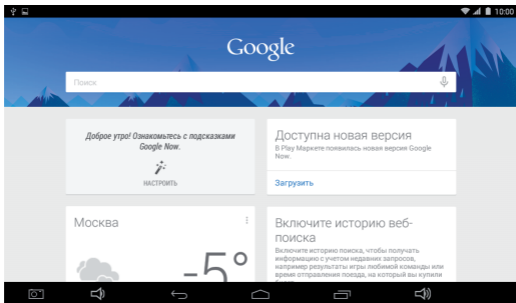 10:00
Google
Поиск
Доброе утро! Ознакомьтесь с подсказками
Google Now.
НАСТРОИТЬ
Доступна новая версия
В Play Маркете появилась новая версия Google
Now.
Загрузить
Москва
-5°
Включите историю веб-
поиска
Включите историю поиска, чтобы получать
информацию с учетом недавних запросов,
например результаты игры любимой команды или
время отправления поезда, на который вы купили